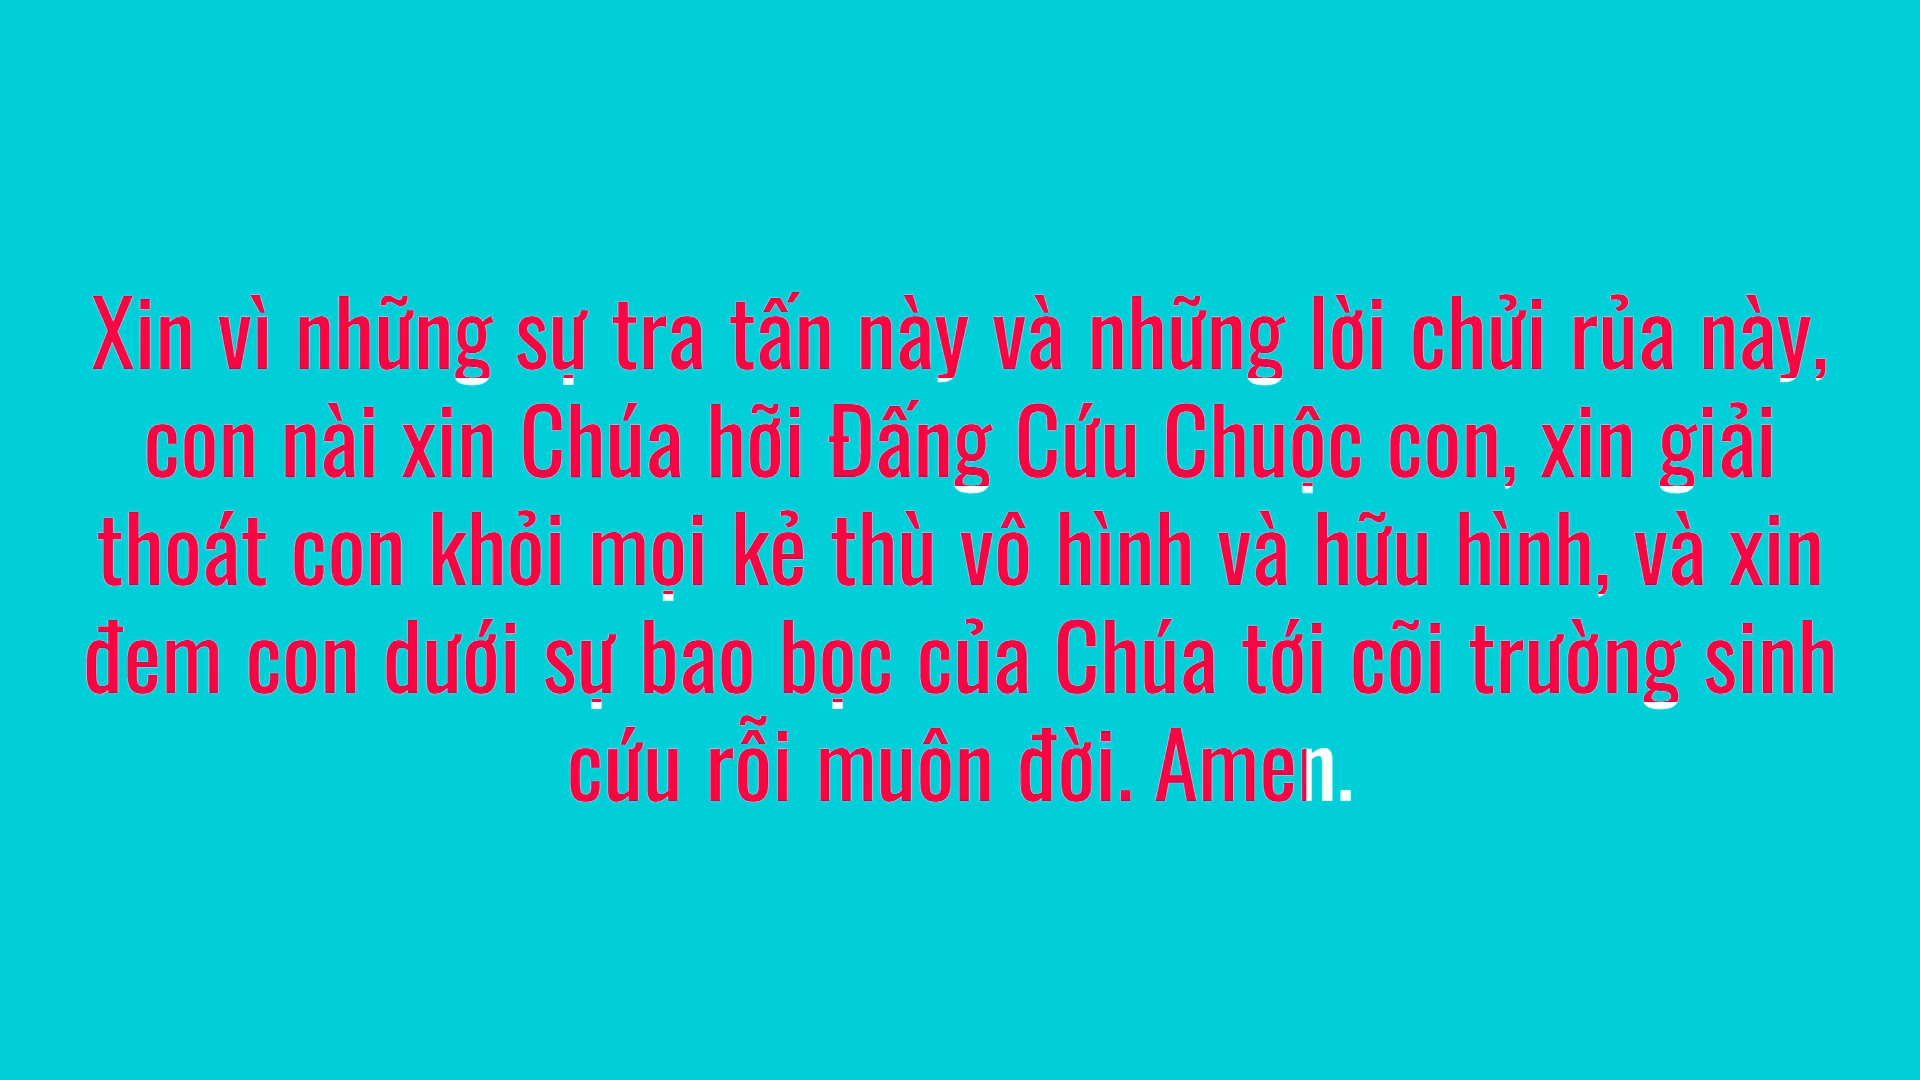 Xin vì những sự tra tấn này và những lời chửi rủa này,
con nài xin Chúa hỡi Đấng Cứu Chuộc con, xin giải
thoát con khỏi mọi kẻ thù vô hình và hữu hình, và xin
đem con dưới sự bao bọc của Chúa tới cõi trường sinh
cứu rỗi muôn đời. Amen.